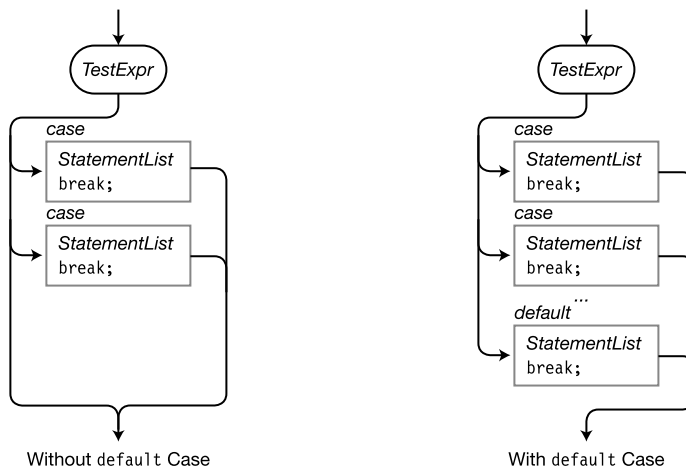 TestExpr
case
StatementList
break;
case
StatementList
break;
Without default Case
TestExpr
case
StatementList
break;
case
StatementList
break;
...
default
StatementList
break;
With default Case